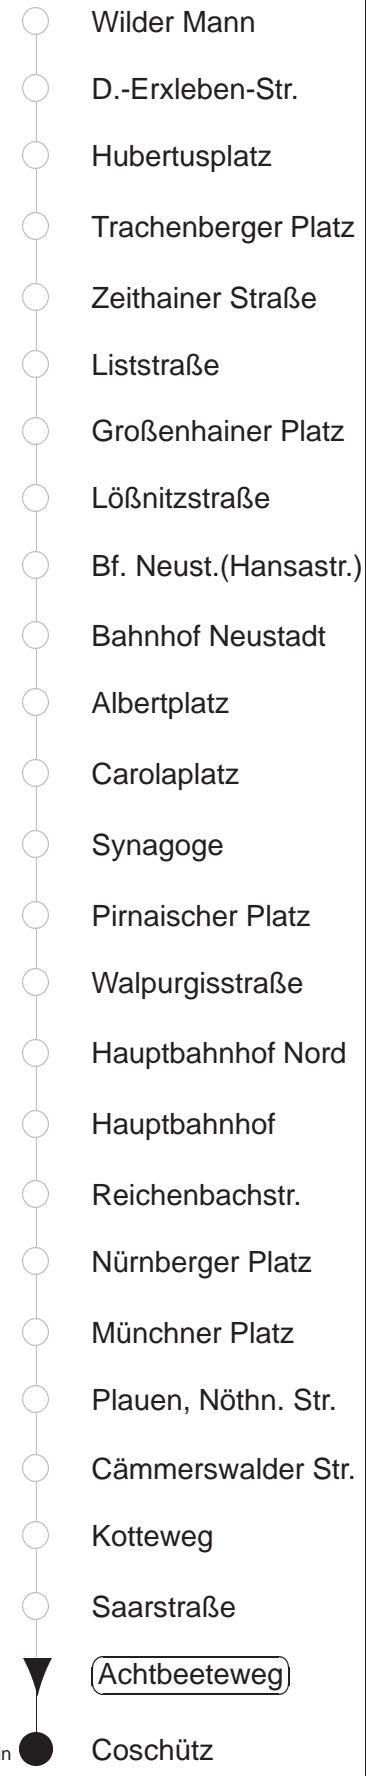 Wilder Mann
D.-Erxleben-Str.
Hubertusplatz
Trachenberger Platz
Zeithainer Straße
Liststraße
Großenhainer Platz
Lößnitzstraße
Bf. Neust.(Hansastr.)
Bahnhof Neustadt
Albertplatz
Carolaplatz
Synagoge
Pirnaischer Platz
Walpurgisstraße
Hauptbahnhof Nord
Hauptbahnhof
Reichenbachstr.
Nürnberger Platz
Münchner Platz
Plauen, Nöthn. Str.
Cämmerswalder Str.
Kotteweg
Saarstraße
Achtbeeteweg
Coschütz